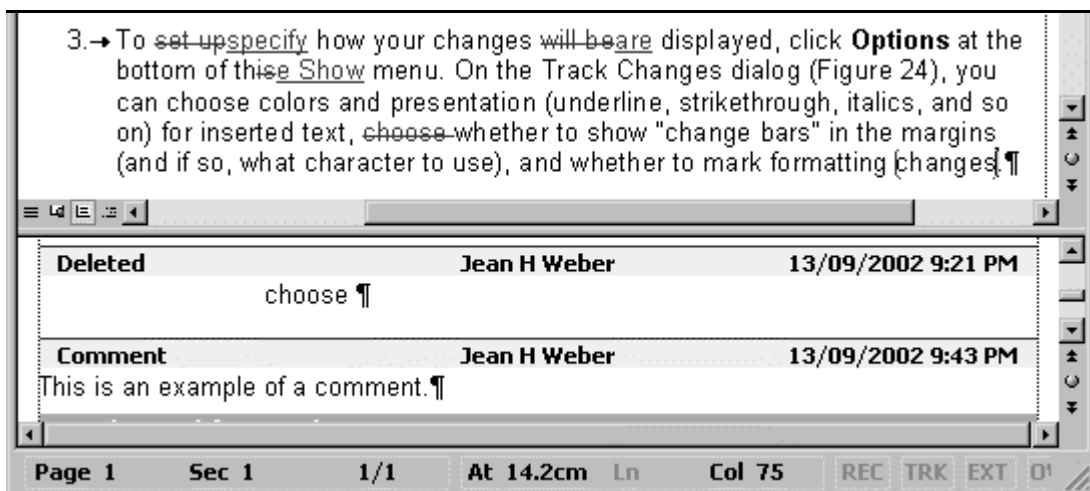 3.→ To set upspecify how your changes will beare displayed, click Options at the
bottom of thise Show menu. On the Track Changes dialog (Figure 24), you
can choose colors and presentation (underline, strikethrough, italics, and so
on) for inserted text, choose whether to show "change bars" in the margins
(and if so, what character to use), and whether to mark formatting [changes].¶
Deleted Jean H Weber 13/09/2002 9:21 PM
choose ¶
Comment Jean H Weber 13/09/2002 9:43 PM
This is an example of a comment.¶
Page 1 Sec 1 1/1 At 14.2cm Ln Col 75 REC TRK EXT